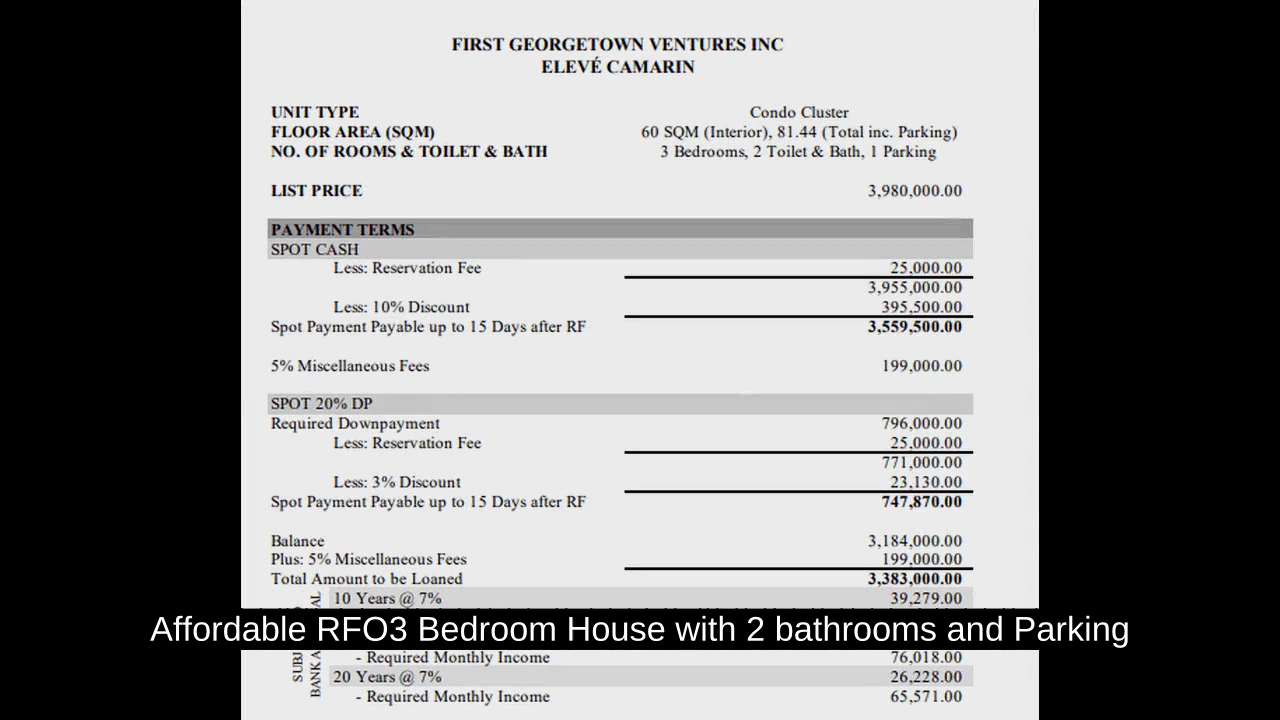 FIRST GEORGETOWN VENTURES INC
ELEVÉ CAMARIN
UNIT TYPE Condo Cluster
FLOOR AREA (SQM) 60 SQM (Interior), 81.44 (Total inc. Parking)
NO. OF ROOMS & TOILET & BATH 3 Bedrooms, 2 Toilet & Bath, 1 Parking
LIST PRICE 3,980,000.00
PAYMENT TERMS
SPOT CASH
Less: Reservation Fee 25,000.00
3,955,000.00
Less: 10% Discount 395,500.00
Spot Payment Payable up to 15 Days after RF 3,559,500.00
5% Miscellaneous Fees 199,000.00
SPOT 20% DP
Required Downpayment 796,000.00
Less: Reservation Fee 25,000.00
771,000.00
Less: 3% Discount 23,130.00
Spot Payment Payable up to 15 Days after RF 747,870.00
Balance 3,184,000.00
Plus: 5% Miscellaneous Fees 199,000.00
Total Amount to be Loaned 3,383,000.00
10 Years @ 7% 39,279.00
Affordable RFO3 Bedroom House with 2 bathrooms and Parking
- Required Monthly Income 76,018.00
20 Years @ 7% 26,228.00
- Required Monthly Income 65,571.00
BANK